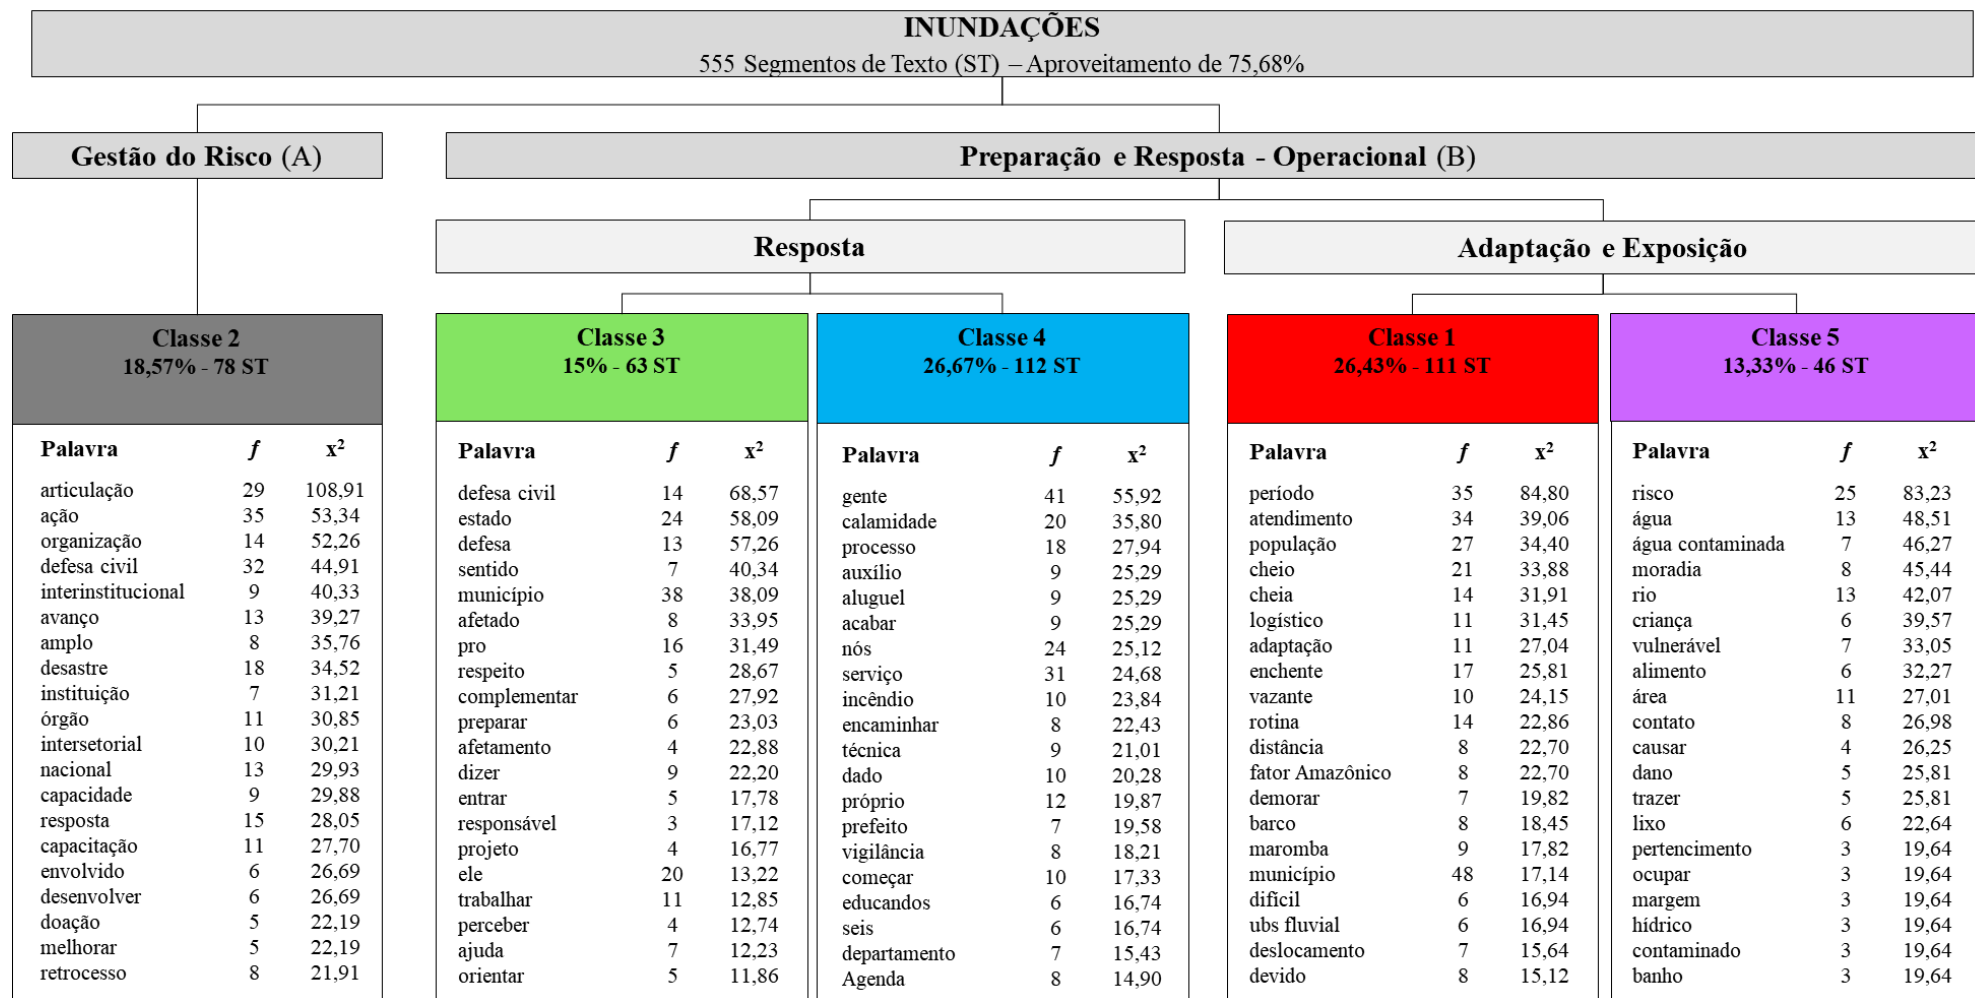 INUNDAÇÕES
555 Segmentos de Texto (ST) – Aproveitamento de 75,68%
Gestão do Risco (A)
Preparação e Resposta - Operacional (B)
Resposta
Adaptação e Exposição
Classe 2
18,57% - 78 ST
Palavra f x²
articulação 29 108,91
ação 35 53,34
organização 14 52,26
defesa civil 32 44,91
interinstitucional 9 40,33
avanço 13 39,27
amplo 8 35,76
desastre 18 34,52
instituição 7 31,21
órgão 11 30,85
intersetorial 10 30,21
nacional 13 29,93
capacidade 9 29,88
resposta 15 28,05
capacitação 11 27,70
envolvido 6 26,69
desenvolver 6 26,69
doação 5 22,19
melhorar 5 22,19
retrocesso 8 21,91
Classe 3
15% - 63 ST
Palavra f x²
defesa civil 14 68,57
estado 24 58,09
defesa 13 57,26
sentido 7 40,34
município 38 38,09
afetado 8 33,95
pro 16 31,49
respeito 5 28,67
complementar 6 27,92
preparar 6 23,03
afetamento 4 22,88
dizer 9 22,20
entrar 5 17,78
responsável 3 17,12
projeto 4 16,77
ele 20 13,22
trabalhar 11 12,85
perceber 4 12,74
ajuda 7 12,23
orientar 5 11,86
Classe 4
26,67% - 112 ST
Palavra f x²
gente 41 55,92
calamidade 20 35,80
processo 18 27,94
auxílio 9 25,29
aluguel 9 25,29
acabar 9 25,29
nós 24 25,12
serviço 31 24,68
incêndio 10 23,84
encaminhar 8 22,43
técnica 9 21,01
dado 10 20,28
próprio 12 19,87
prefeito 7 19,58
vigilância 8 18,21
começar 10 17,33
educandos 6 16,74
seis 6 16,74
departamento 7 15,43
Agenda 8 14,90
Classe 1
26,43% - 111 ST
Palavra f x²
período 35 84,80
atendimento 34 39,06
população 27 34,40
cheio 21 33,88
cheia 14 31,91
logístico 11 31,45
adaptação 11 27,04
enchente 17 25,81
vazante 10 24,15
rotina 14 22,86
distância 8 22,70
fator Amazônico 8 22,70
demorar 7 19,82
barco 8 18,45
maromba 9 17,82
município 48 17,14
difícil 6 16,94
ubs fluvial 6 16,94
deslocamento 7 15,64
devido 8 15,12
Classe 5
13,33% - 46 ST
Palavra f x²
risco 25 83,23
água 13 48,51
água contaminada 7 46,27
moradia 8 45,44
rio 13 42,07
criança 6 39,57
vulnerável 7 33,05
alimento 6 32,27
área 11 27,01
contato 8 26,98
causar 4 26,25
dano 5 25,81
trazer 5 25,81
lixo 6 22,64
pertencimento 3 19,64
ocupar 3 19,64
margem 3 19,64
hídrico 3 19,64
contaminado 3 19,64
banho 3 19,64